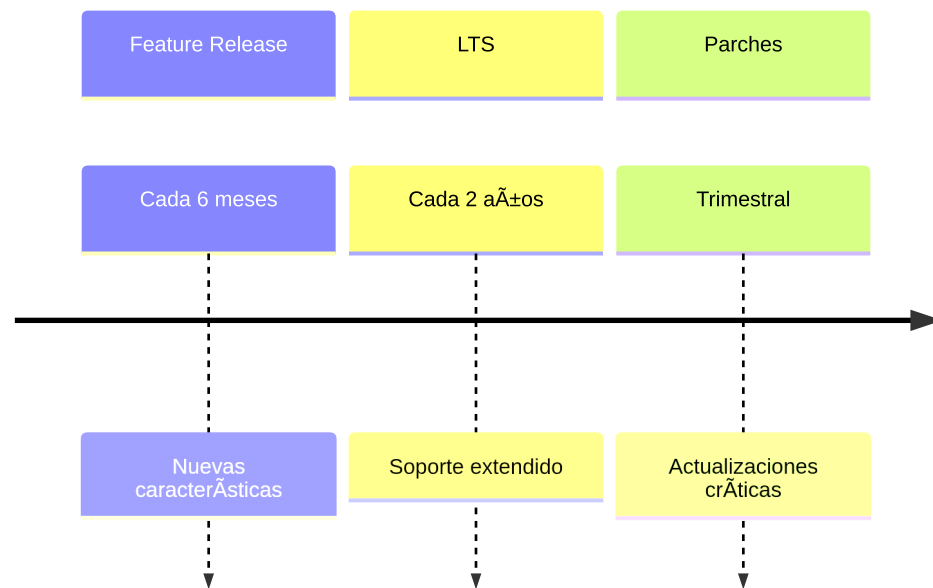 Feature Release
LTS
Parches
Cada 6 meses
Cada 2 aÃ±os
Trimestral
Nuevas
caracterÃsticas
Soporte extendido
Actualizaciones
crÃticas